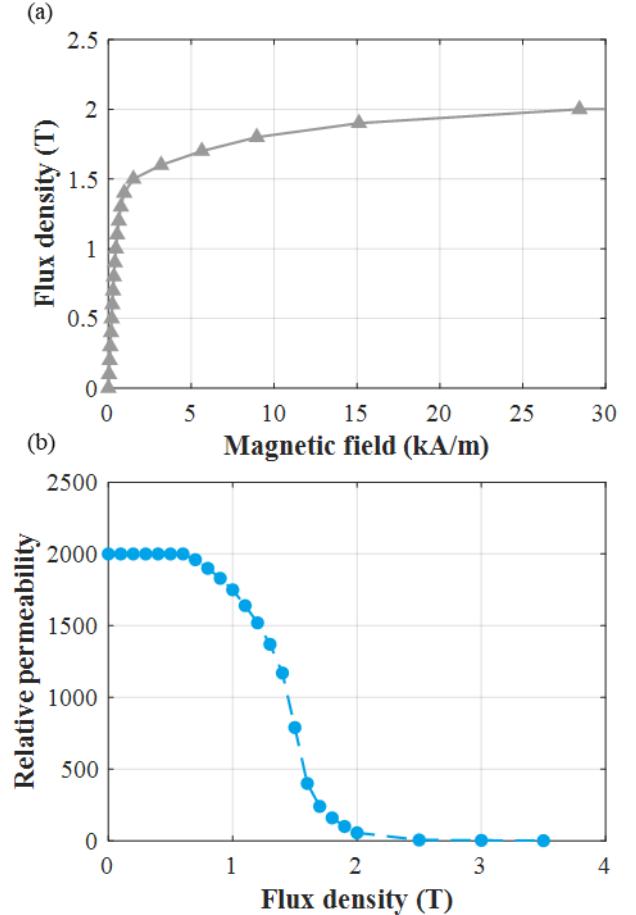 (a)
2.5
2
1.5
1
0.5
0
Flux density (T)
0 5 10 15 20 25 30
Magnetic field (kA/m)
(b)
2500
2000
1500
1000
500
0
Relative permeability
0 1 2 3 4
Flux density (T)